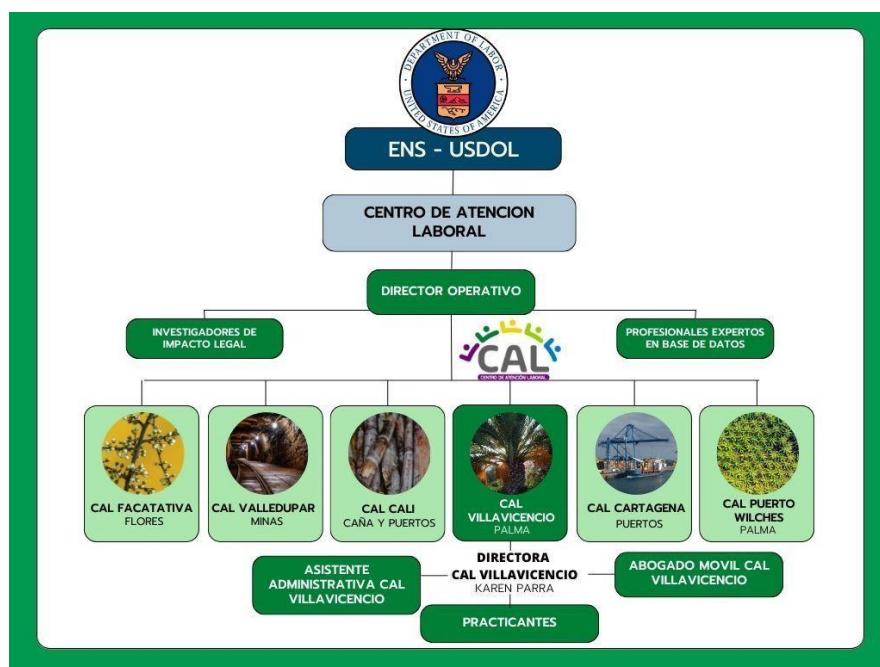 DEPARTMENT OF LABOR
UNITED STATES OF AMERICA
ENS - USDOL
CENTRO DE ATENCION
LABORAL
DIRECTOR OPERATIVO
INVESTIGADORES DE
IMPACTO LEGAL
PROFESIONALES EXPERTOS
EN BASE DE DATOS
CAL
CENTRO DE ATENCIÓN LABORAL
CAL FACATATIVA
FLORES
CAL VALLEDUPAR
MINAS
CAL CALI
CAÑA Y PUERTOS
CAL
VILLAVICENCIO
PALMA
CAL CARTAGENA
PUERTOS
CAL PUERTO
WILCHES
PALMA
DIRECTORA
CAL VILLAVICENCIO
KAREN PARRA
ASISTENTE
ADMINISTRATIVA CAL
VILLAVICENCIO
ABOGADO MOVIL CAL
VILLAVICENCIO
PRACTICANTES